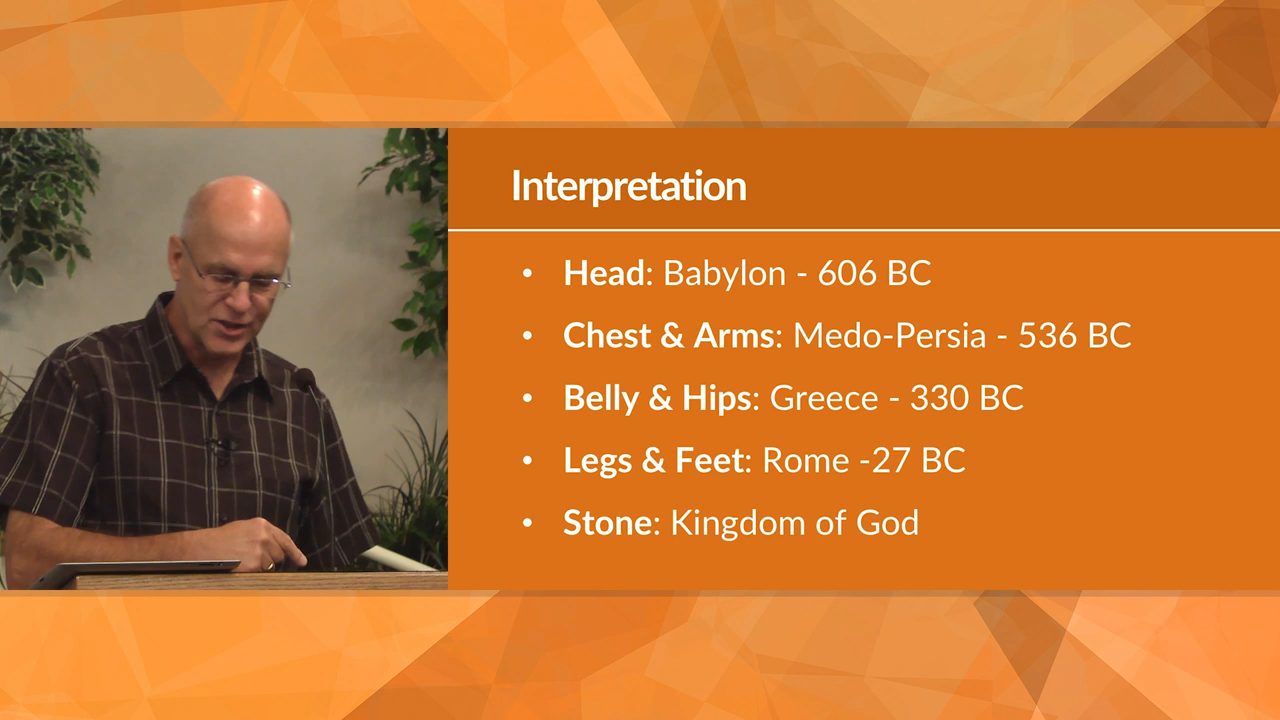 Interpretation
• Head: Babylon - 606 BC
• Chest & Arms: Medo-Persia - 536 BC
• Belly & Hips: Greece - 330 BC
• Legs & Feet: Rome -27 BC
• Stone: Kingdom of God